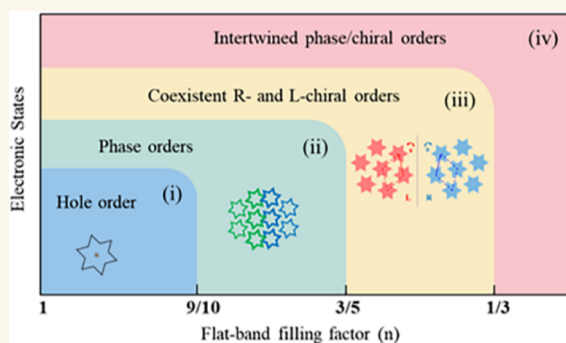 Intertwined phase/chiral orders (iv)
Coexistent R- and L-chiral orders (iii)
Phase orders (ii)
Hole order (i)
L R
Electronic States
1 9/10 3/5 1/3
Flat-band filling factor (n)